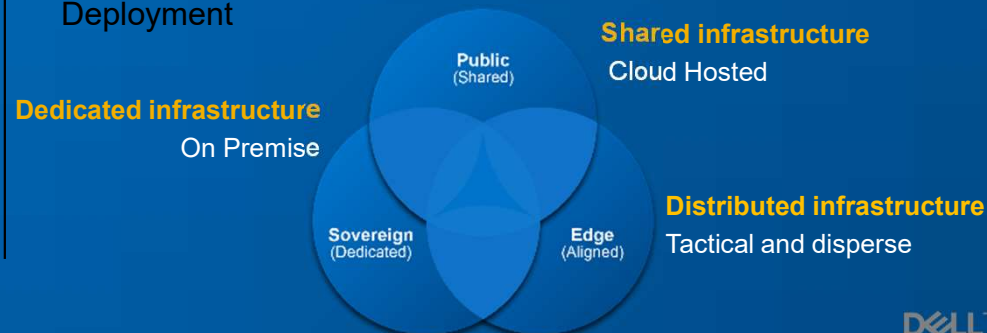 Deployment
Shared infrastructure
Cloud Hosted
Public
(Shared)
Dedicated infrastructure
On Premise
Sovereign
(Dedicated)
Edge
(Aligned)
Distributed infrastructure
Tactical and disperse
DELL